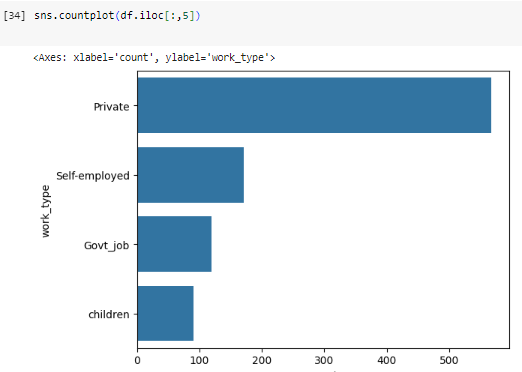 [34] sns.countplot(df.iloc[:,5])
<Axes: xlabel='count', ylabel='work_type'>
Private
Self-employed
Govt_job
children
work_type
0 100 200 300 400 500